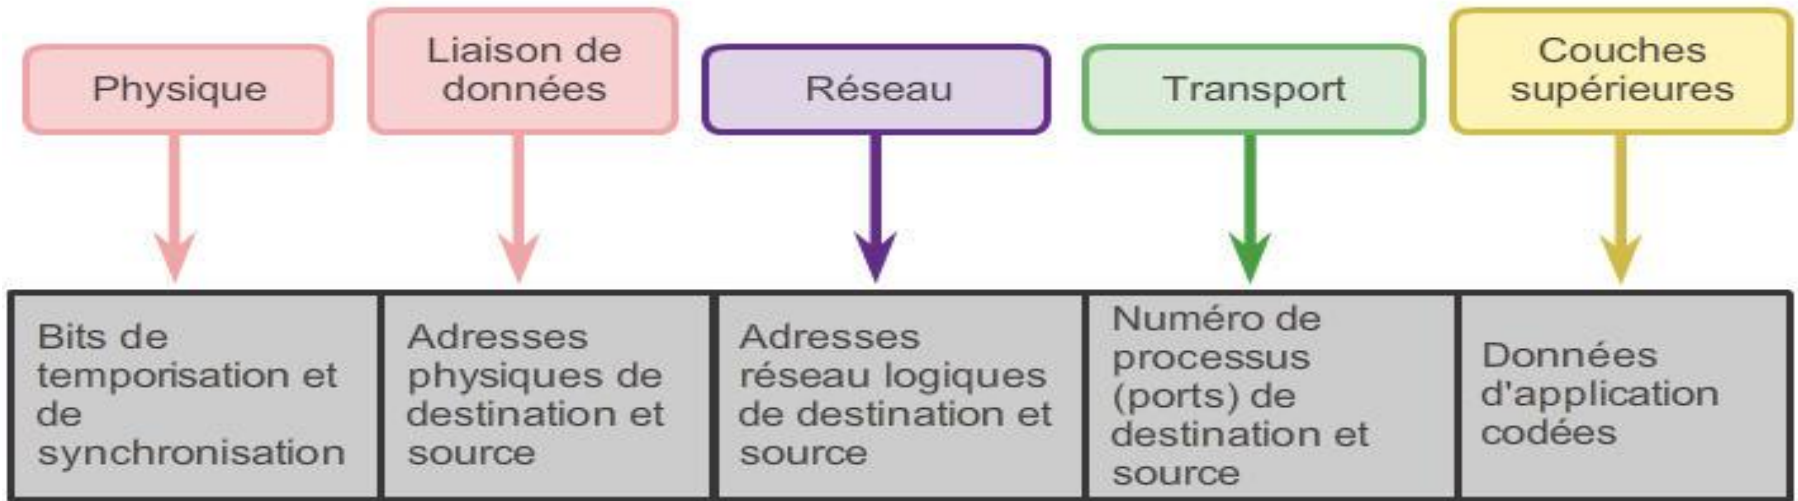 Physique
Liaison de
données
Réseau
Transport
Couches
supérieures
Bits de
temporisation et
de
synchronisation
Adresses
physiques de
destination et
source
Adresses
réseau logiques
de destination et
source
Numéro de
processus
(ports) de
destination et
source
Données
d'application
codées